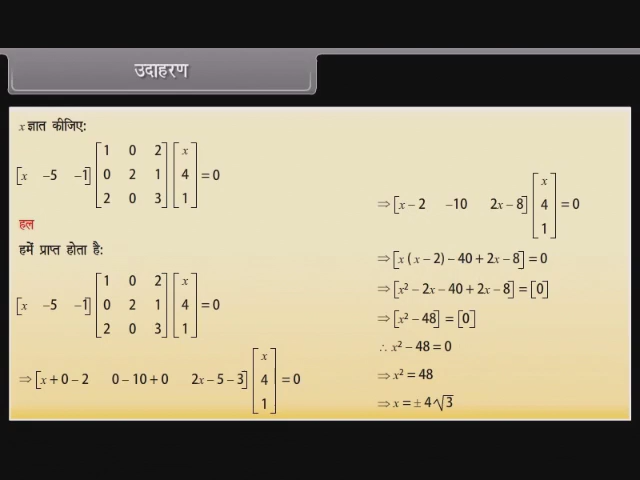 उदाहरण
x ज्ञात कीजिए:
[x -5 -1] [1 0 2; 0 2 1; 2 0 3] [x; 4; 1] = 0
हल
हमें प्राप्त होता है:
[x -5 -1] [1 0 2; 0 2 1; 2 0 3] [x; 4; 1] = 0
⇒ [x + 0 – 2 0 – 10 + 0 2x – 5 – 3] [x; 4; 1] = 0
⇒ [x – 2 -10 2x – 8] [x; 4; 1] = 0
⇒ [x ( x – 2) – 40 + 2x – 8] = 0
⇒ [x² – 2x – 40 + 2x – 8] = [0]
⇒ [x² – 48] = [0]
∴ x² – 48 = 0
⇒ x² = 48
⇒ x = ± 4√3